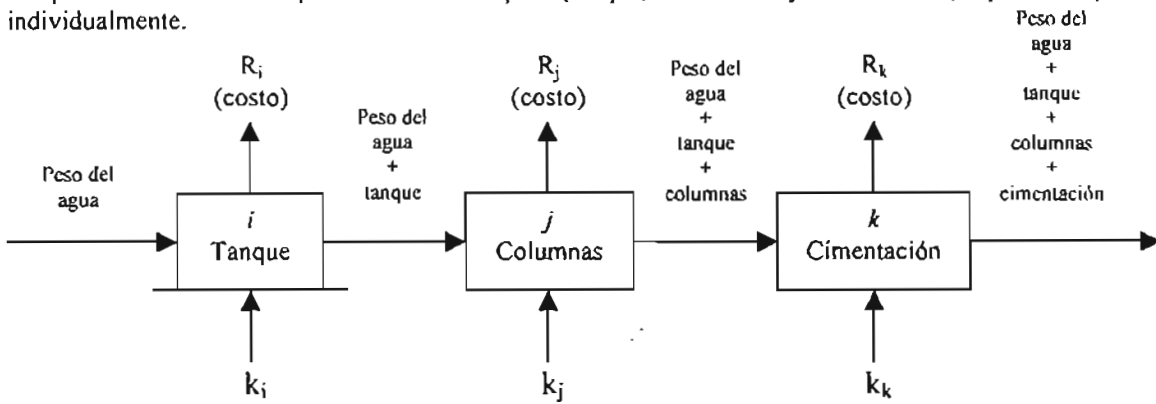 individualmente.
Peso del
agua
R_i
(costo)
i
Tanque
k_i
Peso del
agua
+
tanque
R_j
(costo)
j
Columnas
k_j
Peso del
agua
+
tanque
+
columnas
R_k
(costo)
k
Cimentación
k_k
Peso del
agua
+
tanque
+
columnas
+
cimentación